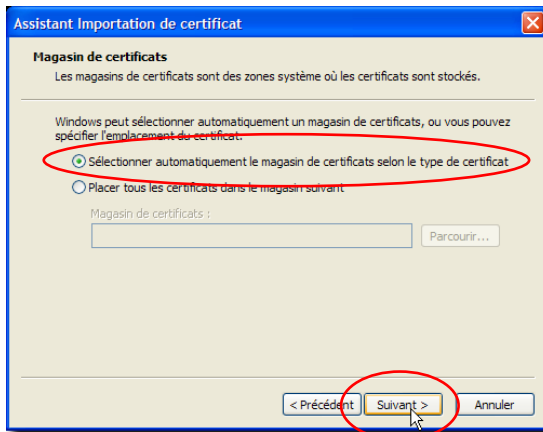 Assistant Importation de certificat
Magasin de certificats
Les magasins de certificats sont des zones système où les certificats sont stockés.
Windows peut sélectionner automatiquement un magasin de certificats, ou vous pouvez
spécifier l'emplacement du certificat.
Sélectionner automatiquement le magasin de certificats selon le type de certificat
Placer tous les certificats dans le magasin suivant
Magasin de certificats :
Parcourir...
< Précédent Suivant > Annuler